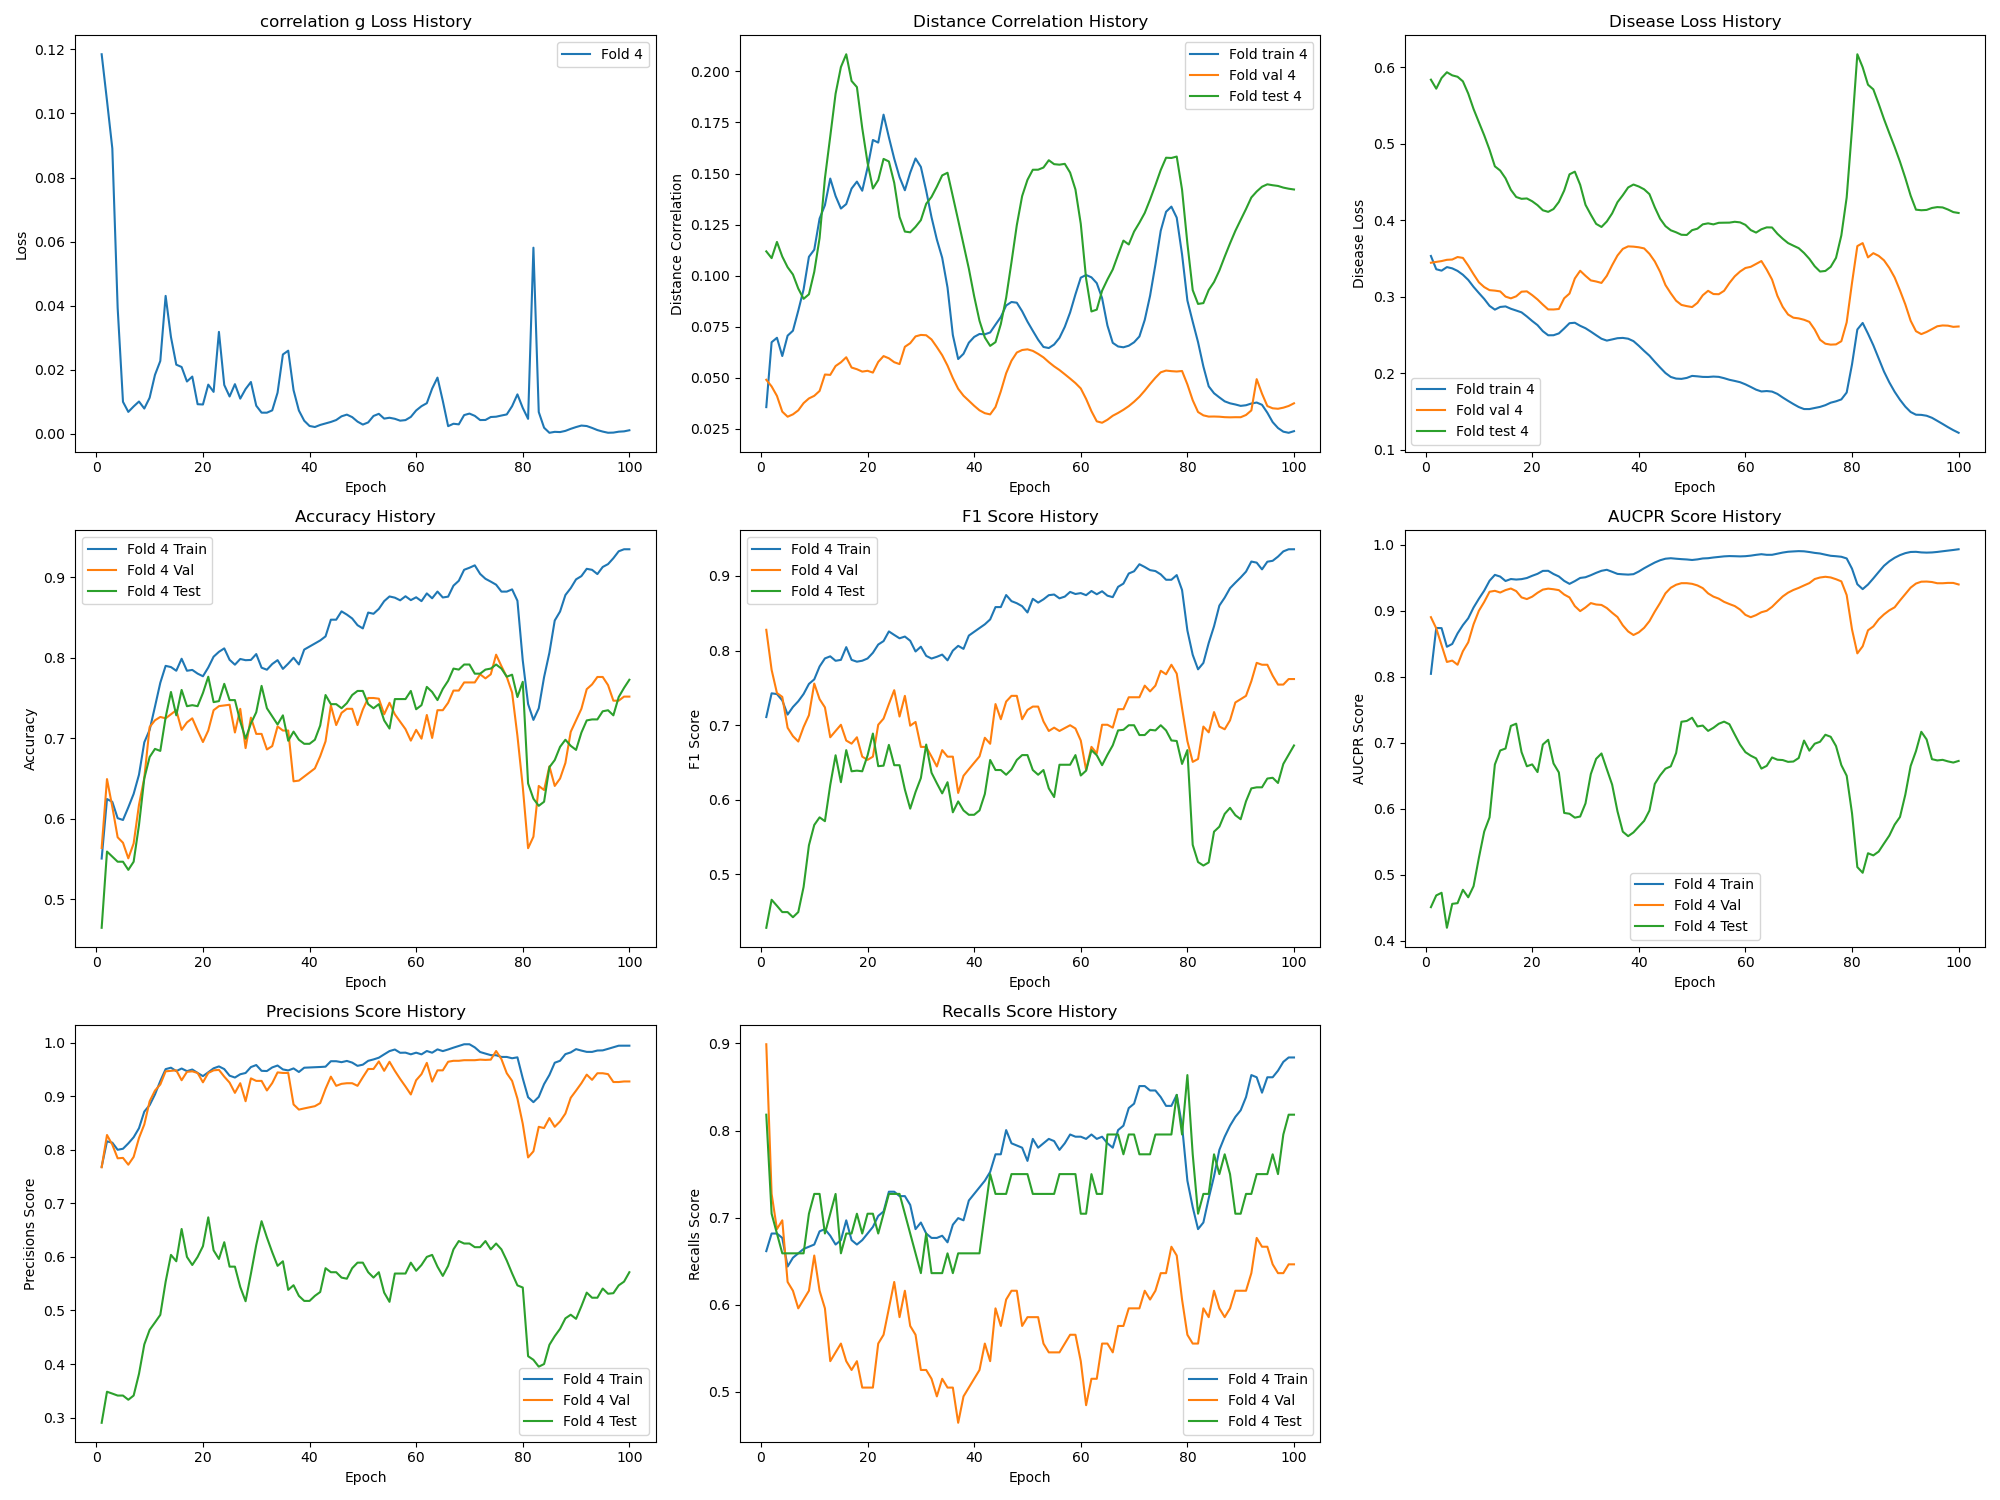 correlation g Loss History
0.12
0.10
0.08
0.06
0.04
0.02
0.00
Loss
0 20 40 60 80 100
Epoch
Fold 4
Distance Correlation History
0.200
0.175
0.150
0.125
0.100
0.075
0.050
0.025
Distance Correlation
0 20 40 60 80 100
Epoch
Fold train 4
Fold val 4
Fold test 4
Disease Loss History
0.6
0.5
0.4
0.3
0.2
0.1
Disease Loss
0 20 40 60 80 100
Epoch
Fold train 4
Fold val 4
Fold test 4
Accuracy History
0.9
0.8
0.7
0.6
0.5
Accuracy
0 20 40 60 80 100
Epoch
Fold 4 Train
Fold 4 Val
Fold 4 Test
F1 Score History
0.9
0.8
0.7
0.6
0.5
F1 Score
0 20 40 60 80 100
Epoch
Fold 4 Train
Fold 4 Val
Fold 4 Test
AUCPR Score History
1.0
0.9
0.8
0.7
0.6
0.5
0.4
AUCPR Score
0 20 40 60 80 100
Epoch
Fold 4 Train
Fold 4 Val
Fold 4 Test
Precisions Score History
1.0
0.9
0.8
0.7
0.6
0.5
0.4
0.3
Precisions Score
0 20 40 60 80 100
Epoch
Fold 4 Train
Fold 4 Val
Fold 4 Test
Recalls Score History
0.9
0.8
0.7
0.6
0.5
Recalls Score
0 20 40 60 80 100
Epoch
Fold 4 Train
Fold 4 Val
Fold 4 Test